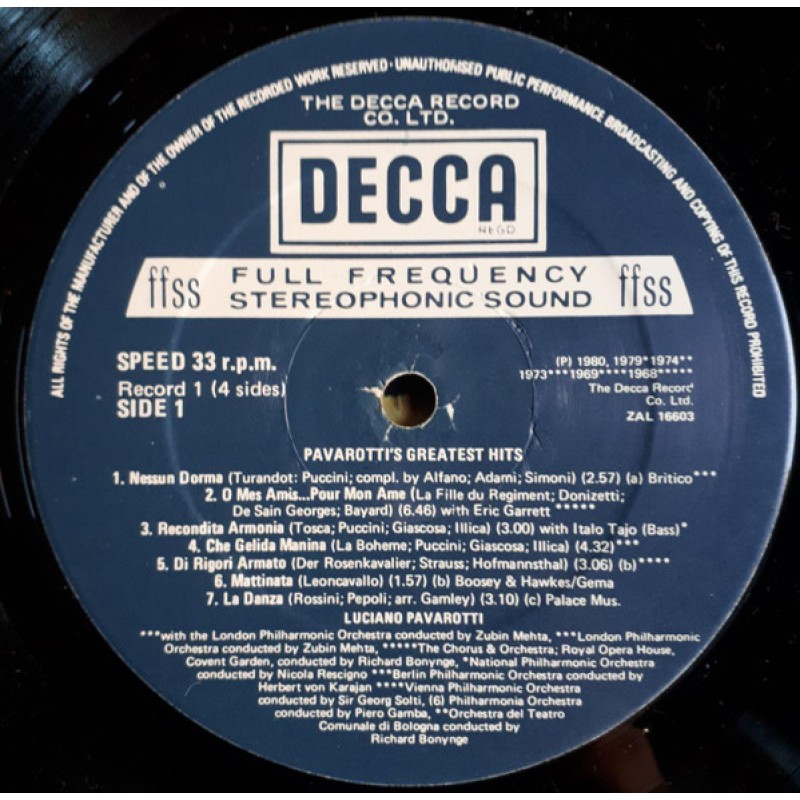 ALL RIGHTS OF THE MANUFACTURER AND OF THE OWNER OF THE RECORDED WORK RESERVED · UNAUTHORISED PUBLIC PERFORMANCE BROADCASTING AND COPYING OF THIS RECORD PROHIBITED
THE DECCA RECORD
CO. LTD.
DECCA
REGD
ffss FULL FREQUENCY ffss
STEREOPHONIC SOUND
SPEED 33 r.p.m.
Record 1 (4 sides)
SIDE 1
(P) 1980, 1979*1974**
1973***1969****1968*****
The Decca Record
Co. Ltd.
ZAL 16603
PAVAROTTI'S GREATEST HITS
1. Nessun Dorma (Turandot: Puccini; compl. by Alfano; Adami; Simoni) (2.57) (a) Britico***
2. O Mes Amis...Pour Mon Ame (La Fille du Regiment; Donizetti;
De Sain Georges; Bayard) (6.46) with Eric Garrett *****
3. Recondita Armonia (Tosca; Puccini; Giascosa; Illica) (3.00) with Italo Tajo (Bass)*
4. Che Gelida Manina (La Boheme; Puccini; Giascosa; Illica) (4.32)***
5. Di Rigori Armato (Der Rosenkavalier; Strauss; Hofmannsthal) (3.06) (b)****
6. Mattinata (Leoncavallo) (1.57) (b) Boosey & Hawkes/Gema
7. La Danza (Rossini; Pepoli; arr. Gamley) (3.10) (c) Palace Mus.
LUCIANO PAVAROTTI
***with the London Philharmonic Orchestra conducted by Zubin Mehta, ***London Philharmonic
Orchestra conducted by Zubin Mehta, *****The Chorus & Orchestra; Royal Opera House,
Covent Garden, conducted by Richard Bonynge, *National Philharmonic Orchestra
conducted by Nicola Rescigno ***Berlin Philharmonic Orchestra conducted by
Herbert von Karajan ****Vienna Philharmonic Orchestra
conducted by Sir Georg Solti, (6) Philharmonia Orchestra
conducted by Piero Gamba, **Orchestra del Teatro
Comunale di Bologna conducted by
Richard Bonynge